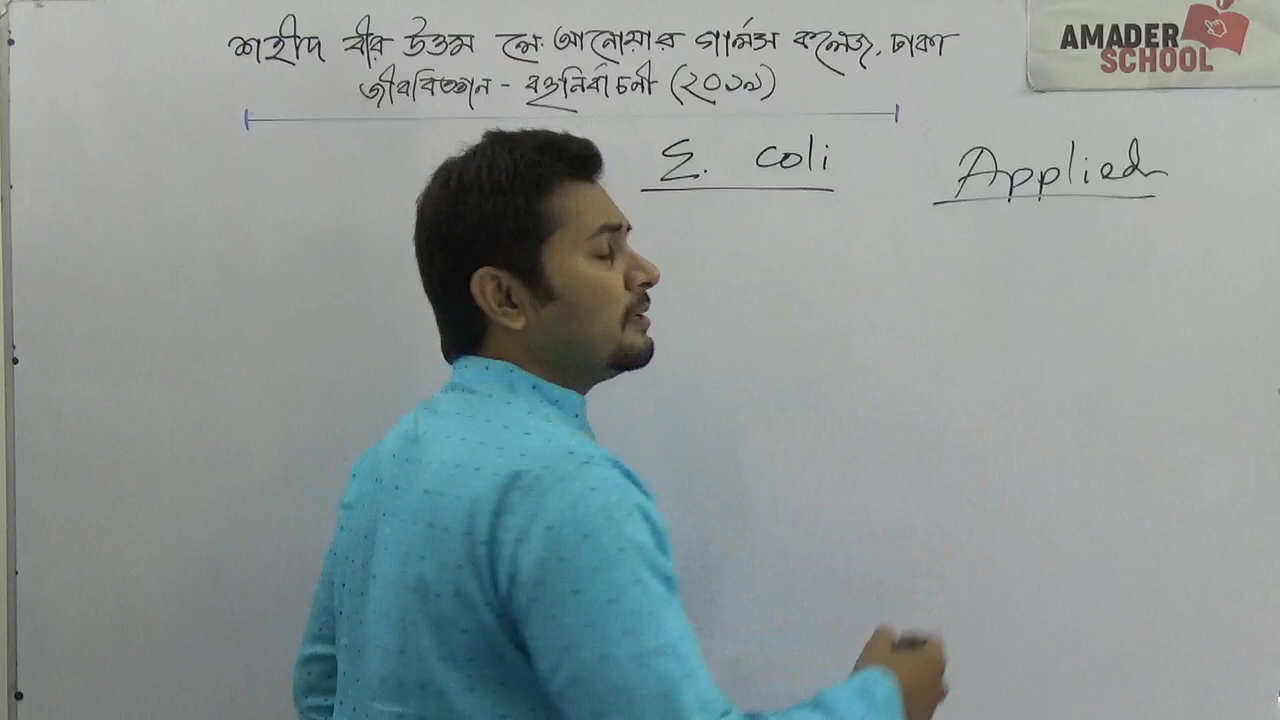 শহীদ বীর উত্তম লে. আনোয়ার গার্লস কলেজ, ঢাকা
জীববিজ্ঞান - বহুনির্বাচনী (২০১৯)
E. coli
Applied
AMADER
SCHOOL